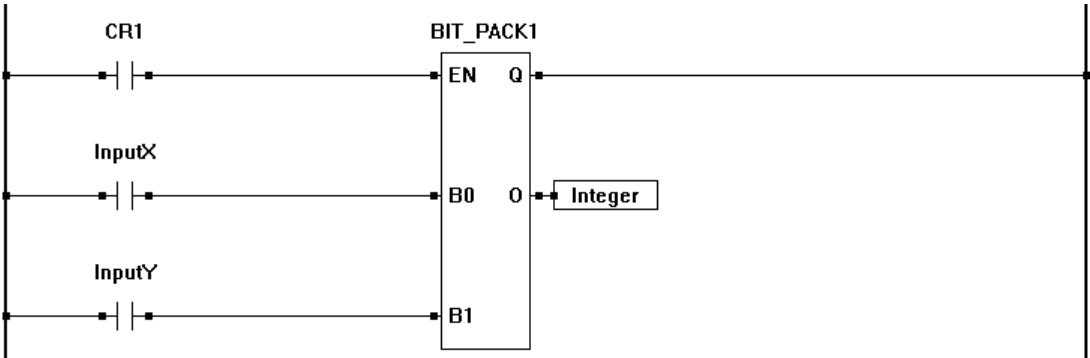 CR1 BIT_PACK1
EN Q
InputX
B0 O Integer
InputY
B1